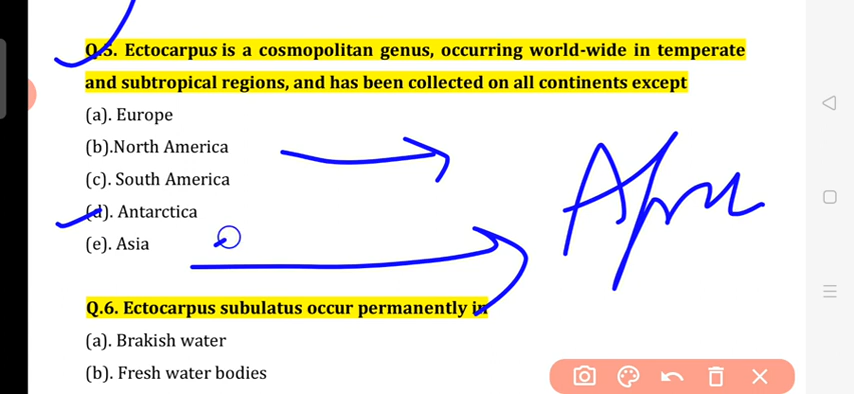 Q.5. Ectocarpus is a cosmopolitan genus, occurring world-wide in temperate
and subtropical regions, and has been collected on all continents except
(a). Europe
(b).North America
(c). South America
(d). Antarctica
(e). Asia
Q.6. Ectocarpus subulatus occur permanently in
(a). Brakish water
(b). Fresh water bodies